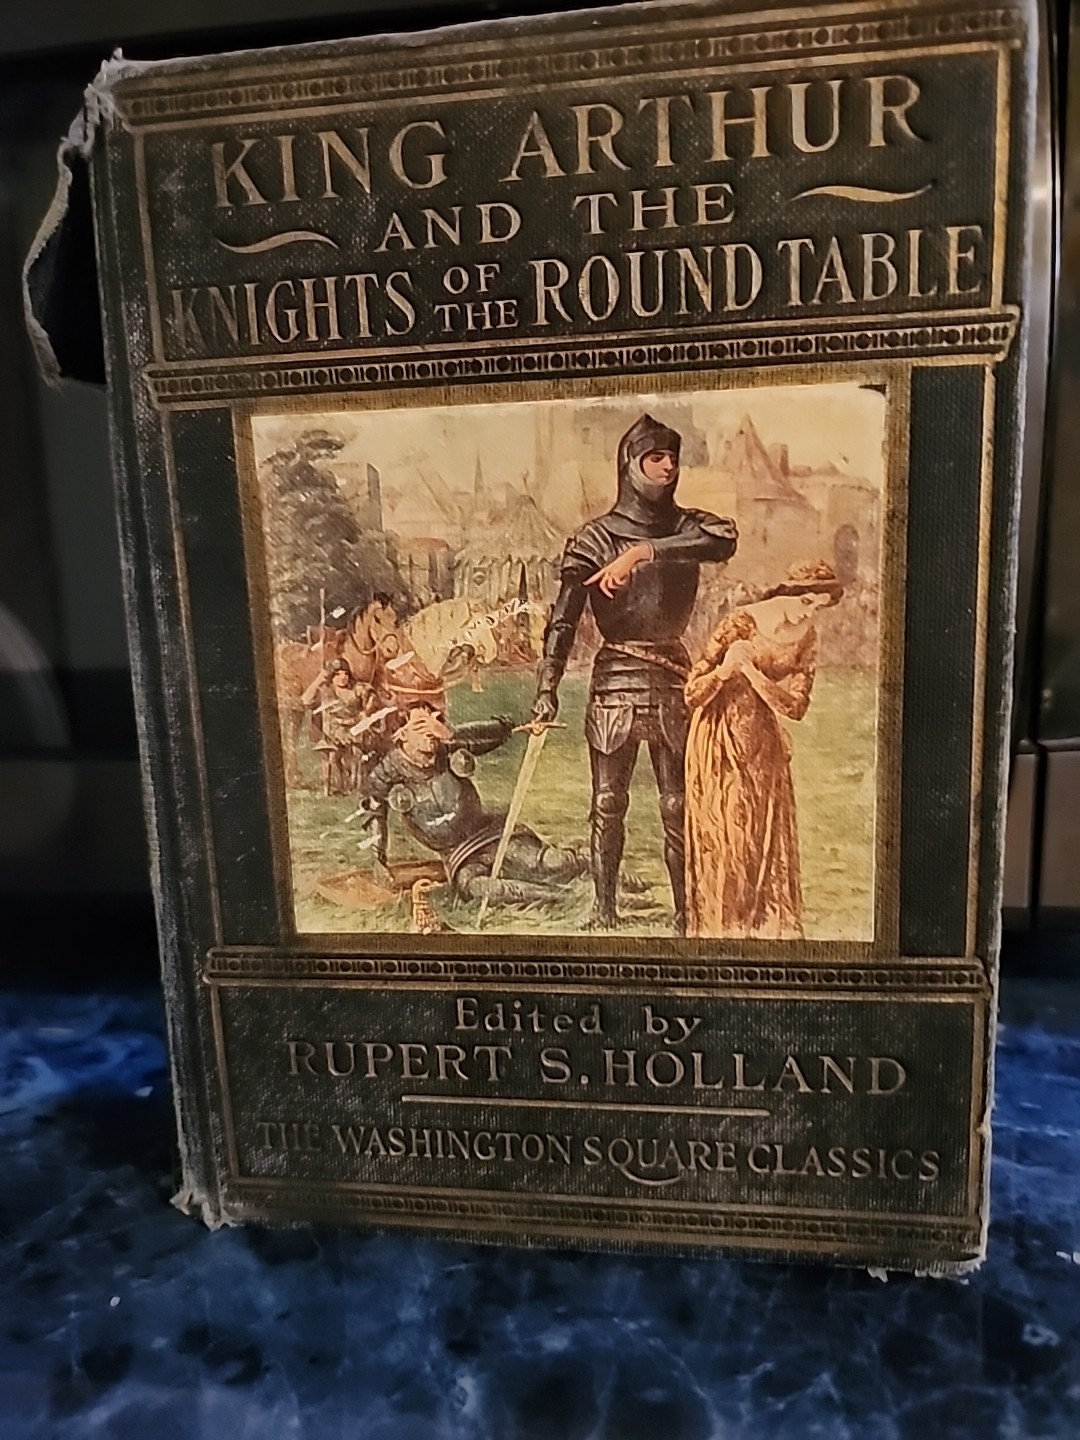 KING ARTHUR
AND THE
KNIGHTS OF THE ROUND TABLE
Edited by
RUPERT S. HOLLAND
THE WASHINGTON SQUARE CLASSICS